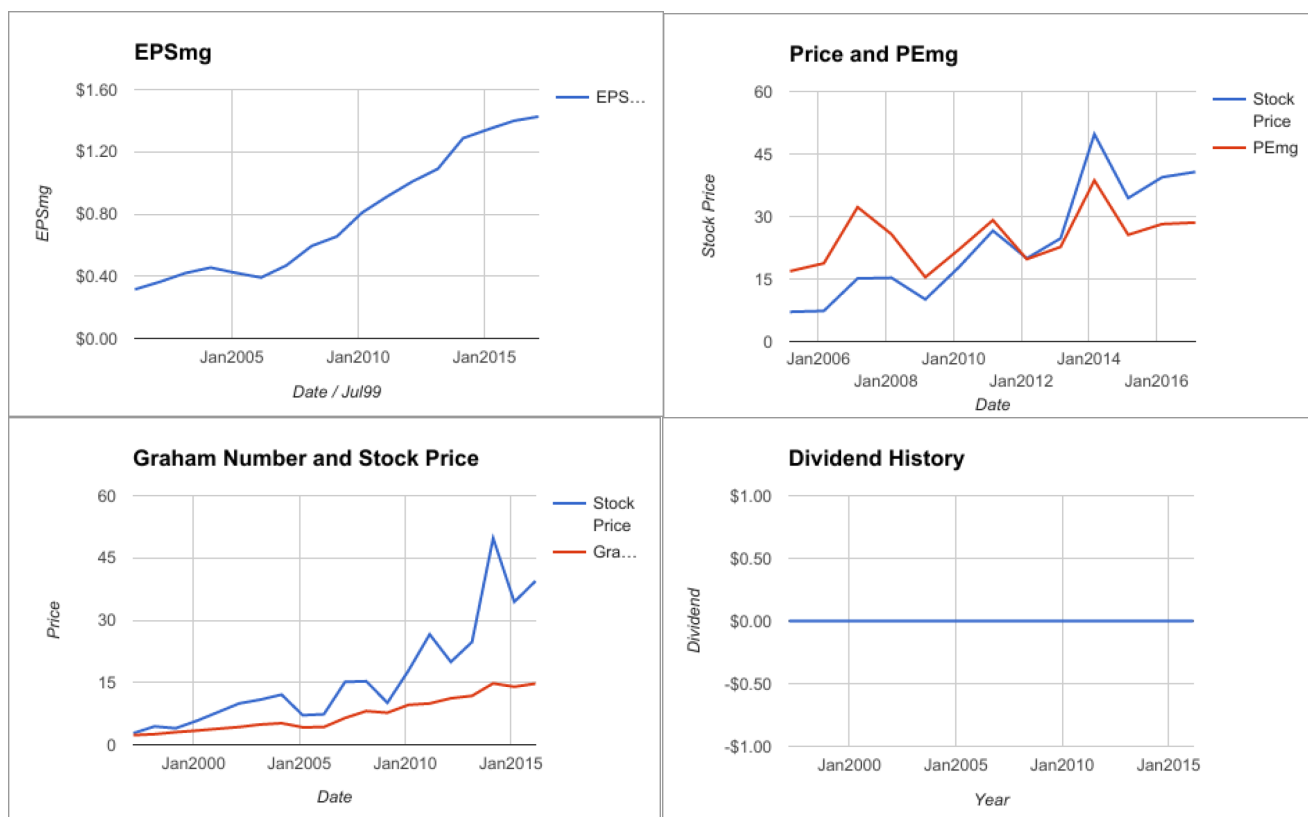 EPSmg
$1.60
$1.20
$0.80
$0.40
$0.00
EPSmg
Jan2005 Jan2010 Jan2015
Date / Jul99
EPS…
Price and PEmg
60
45
30
15
0
Stock Price
Jan2006 Jan2010 Jan2014
Jan2008 Jan2012 Jan2016
Date
Stock
Price
PEmg
Graham Number and Stock Price
60
45
30
15
0
Price
Jan2000 Jan2005 Jan2010 Jan2015
Date
Stock
Price
Gra…
Dividend History
$1.00
$0.50
$0.00
-$0.50
-$1.00
Dividend
Jan2000 Jan2005 Jan2010 Jan2015
Year